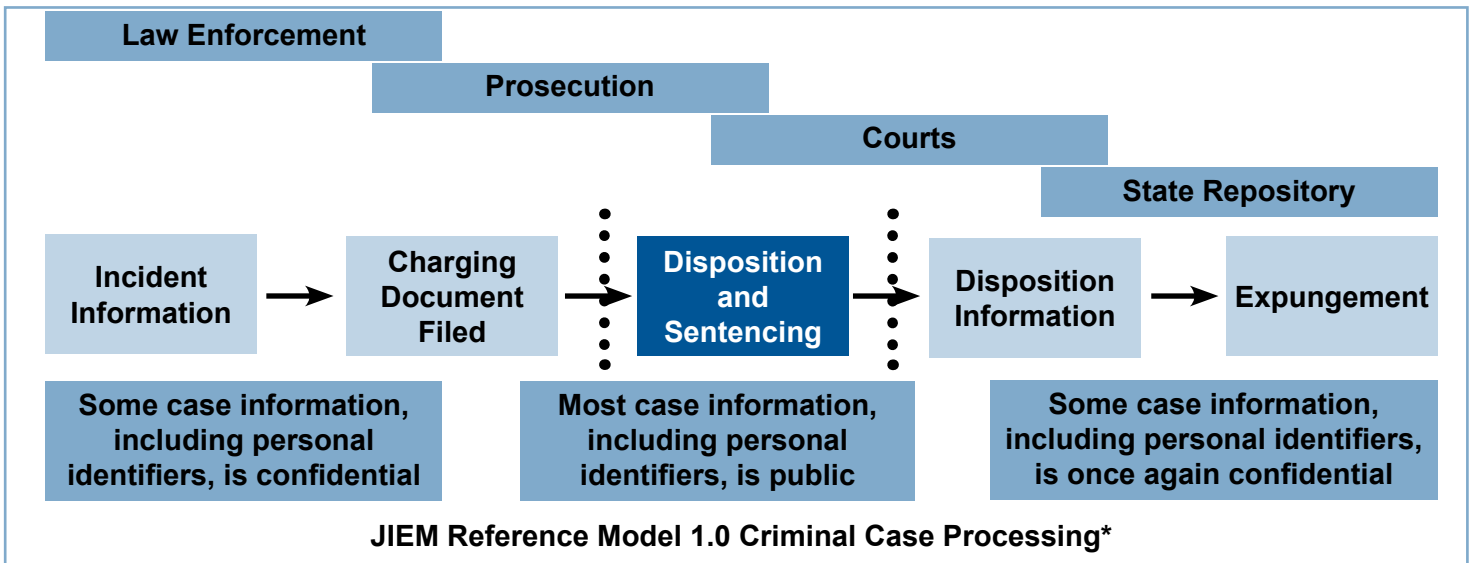 Law Enforcement
Prosecution
Courts
State Repository
Incident
Information
Charging
Document
Filed
Disposition
and
Sentencing
Disposition
Information
Expungement
Some case information,
including personal
identifiers, is confidential
Most case information,
including personal
identifiers, is public
Some case information,
including personal identifiers,
is once again confidential
JIEM Reference Model 1.0 Criminal Case Processing*